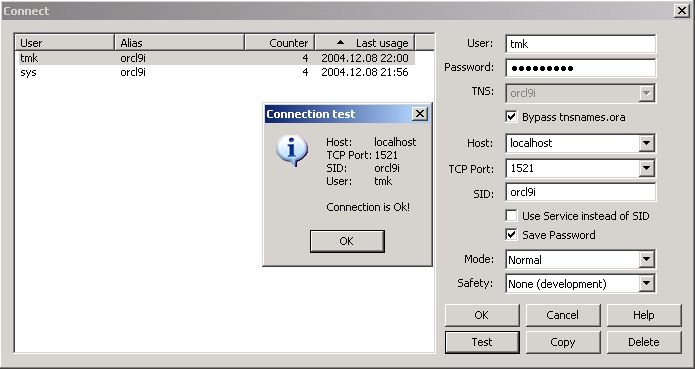 Connect
User Alias Counter Last usage
tmk orcl9i 4 2004.12.08 22:00
sys orcl9i 4 2004.12.08 21:56
Connection test
Host: localhost
TCP Port: 1521
SID: orcl9i
User: tmk
Connection is Ok!
OK
User: tmk
Password: ●●●●●●●●●
TNS: orcl9i
Bypass tnsnames.ora
Host: localhost
TCP Port: 1521
SID: orcl9i
Use Service instead of SID
Save Password
Mode: Normal
Safety: None (development)
OK Cancel Help
Test Copy Delete